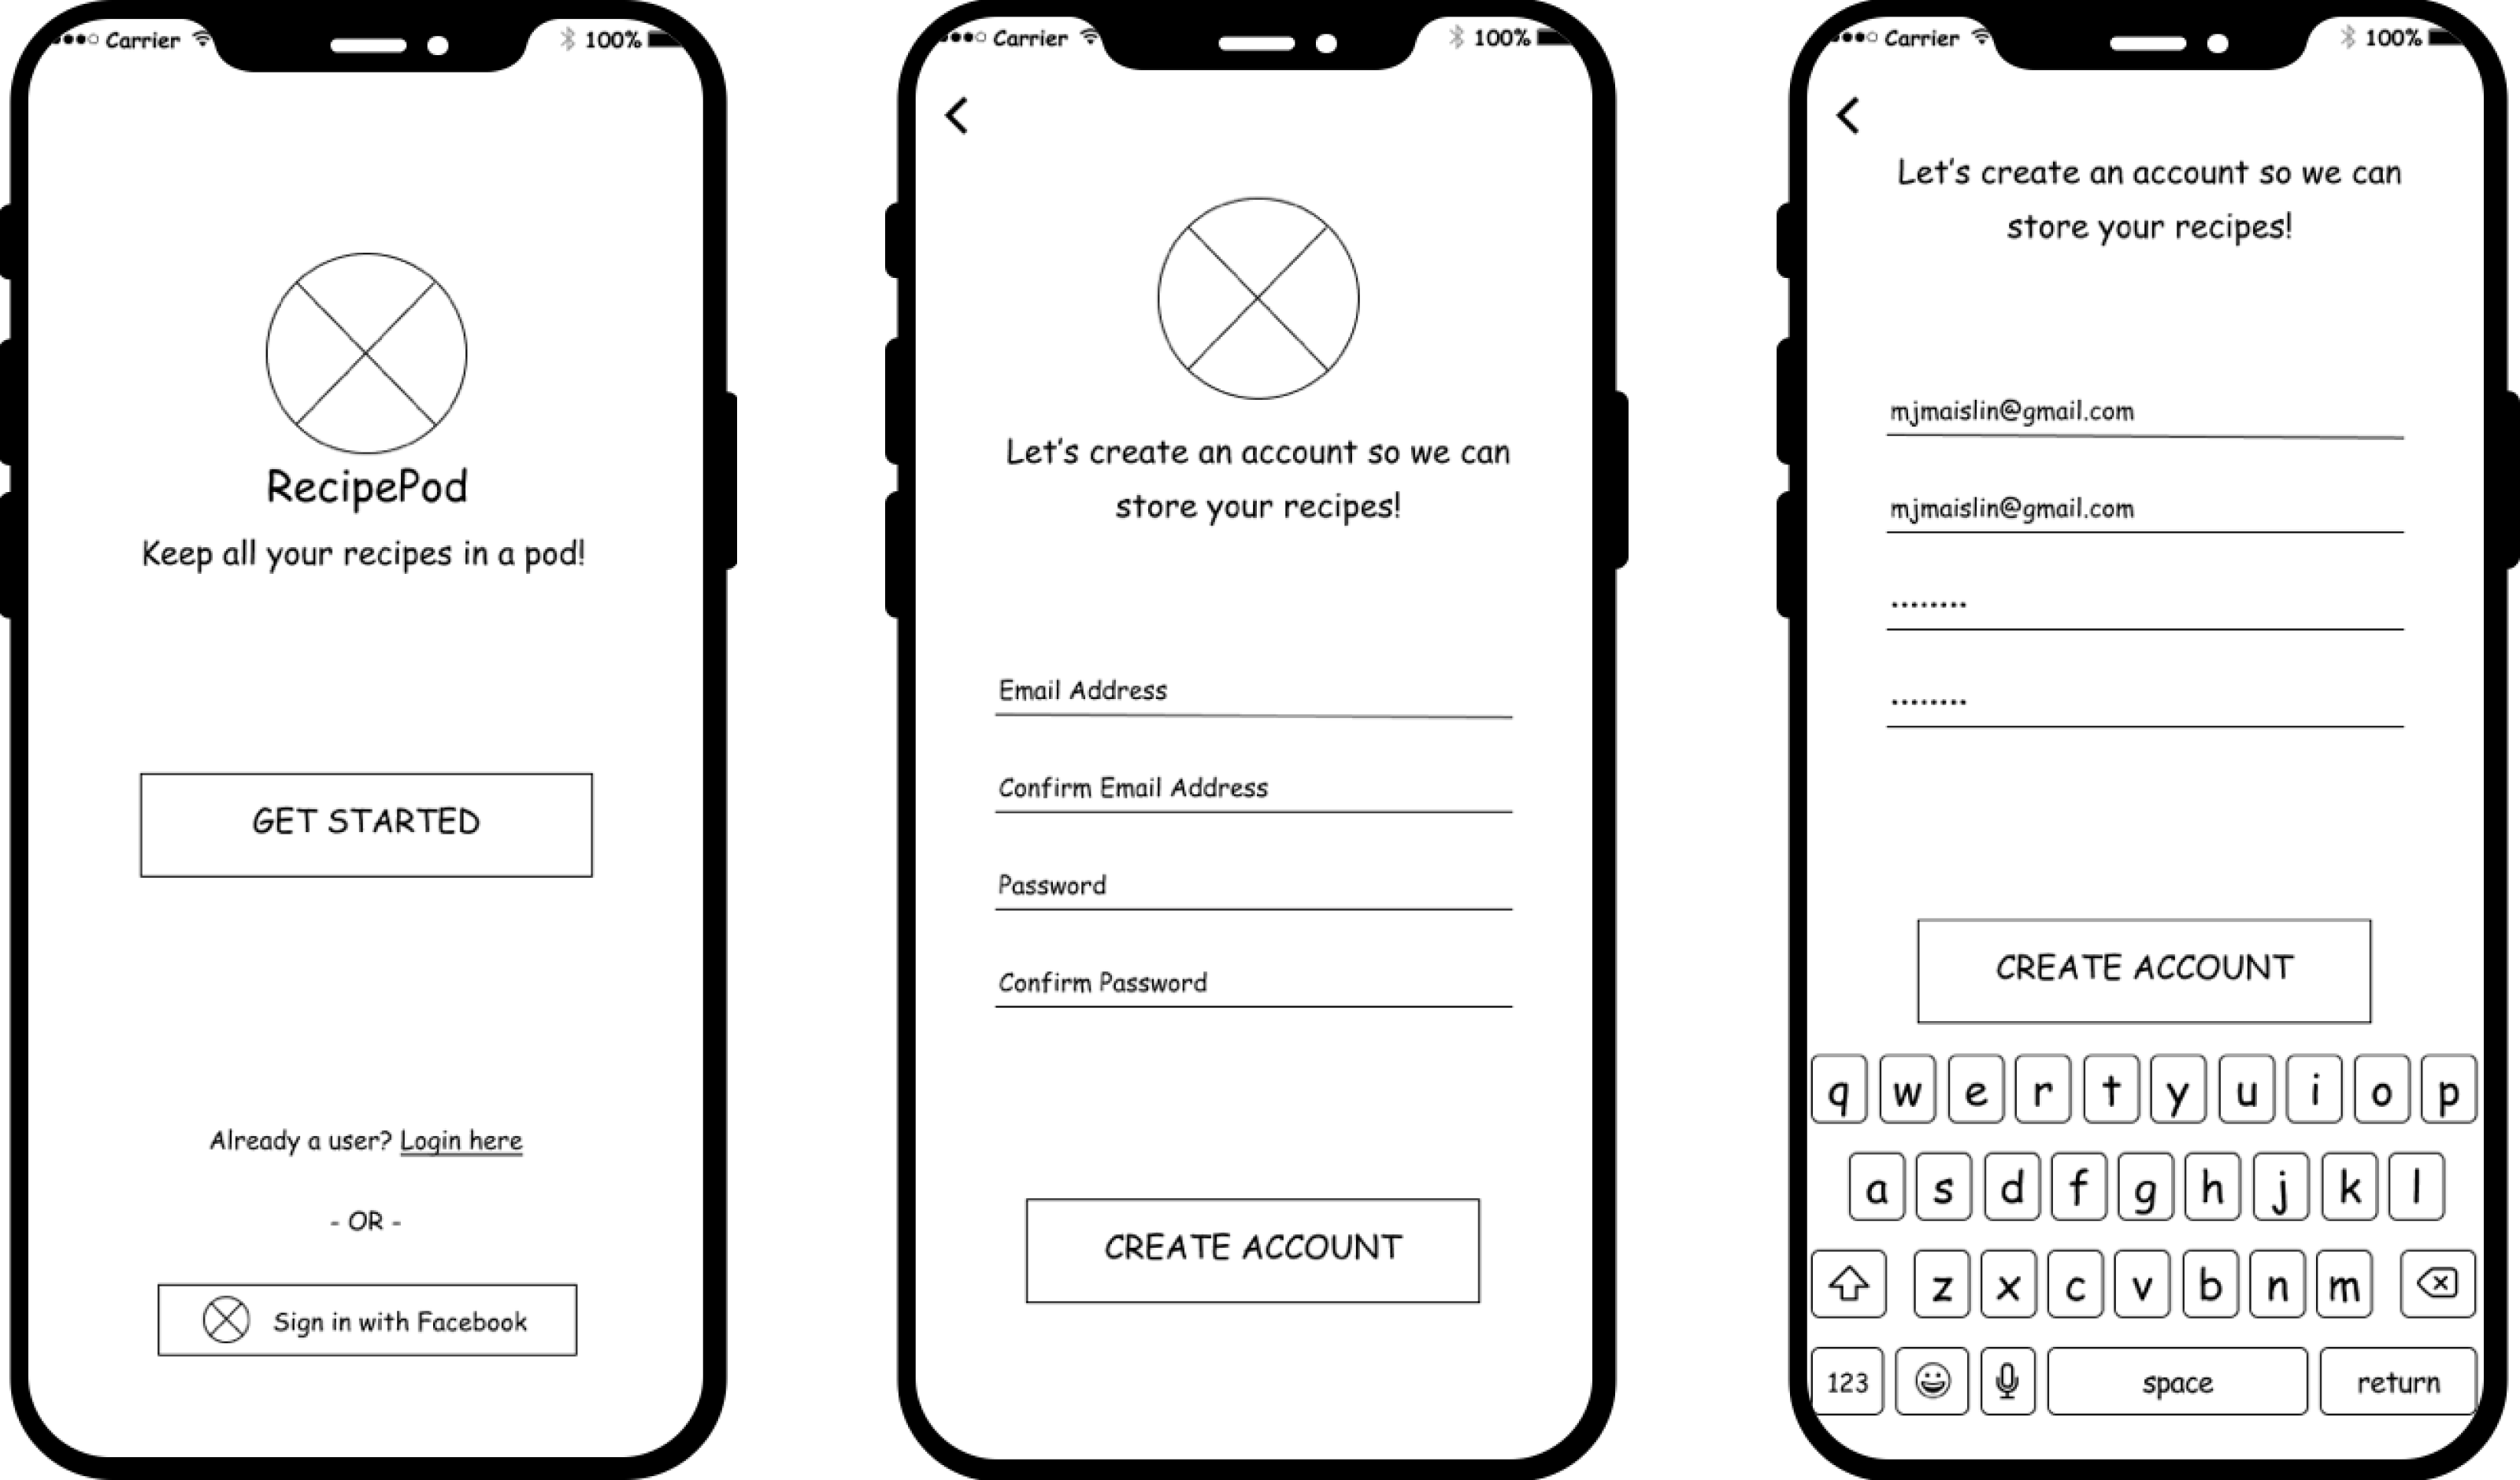 Carrier 100%
RecipePod
Keep all your recipes in a pod!
GET STARTED
Already a user? Login here
- OR -
Sign in with Facebook
Carrier 100%
Let's create an account so we can
store your recipes!
Email Address
Confirm Email Address
Password
Confirm Password
CREATE ACCOUNT
Carrier 100%
Let's create an account so we can
store your recipes!
mjmaislin@gmail.com
mjmaislin@gmail.com
........
........
CREATE ACCOUNT
q w e r t y u i o p
a s d f g h j k l
z x c v b n m
123 space return